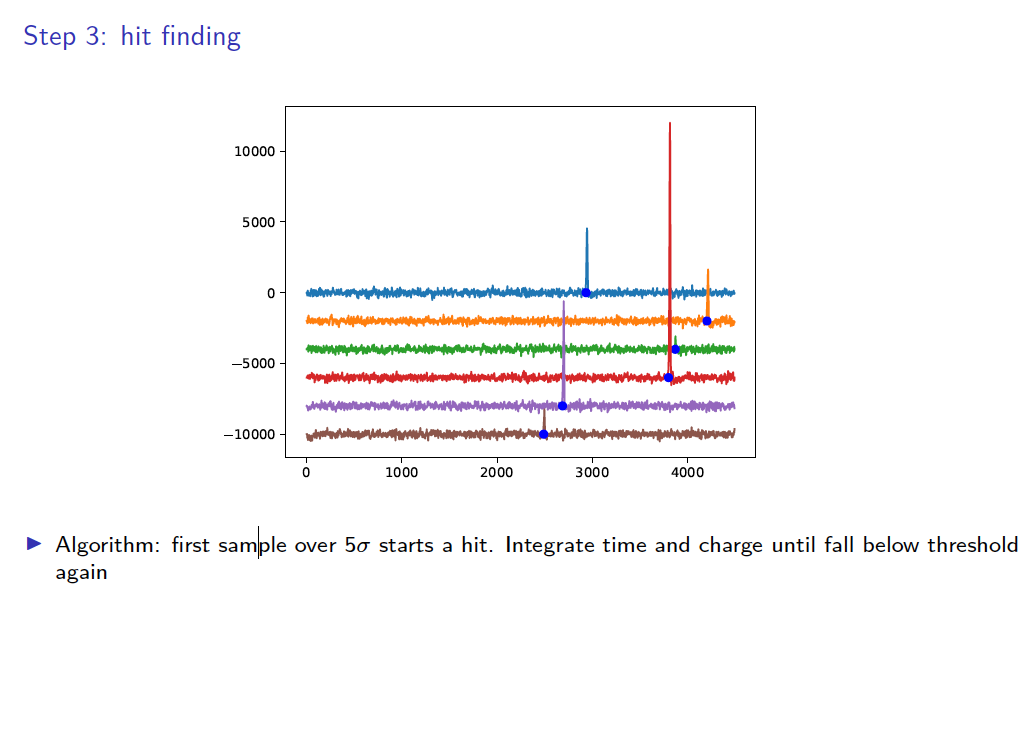 Step 3: hit finding
10000
5000
0
−5000
−10000
0 1000 2000 3000 4000
Algorithm: first sample over 5σ starts a hit. Integrate time and charge until fall below threshold
again